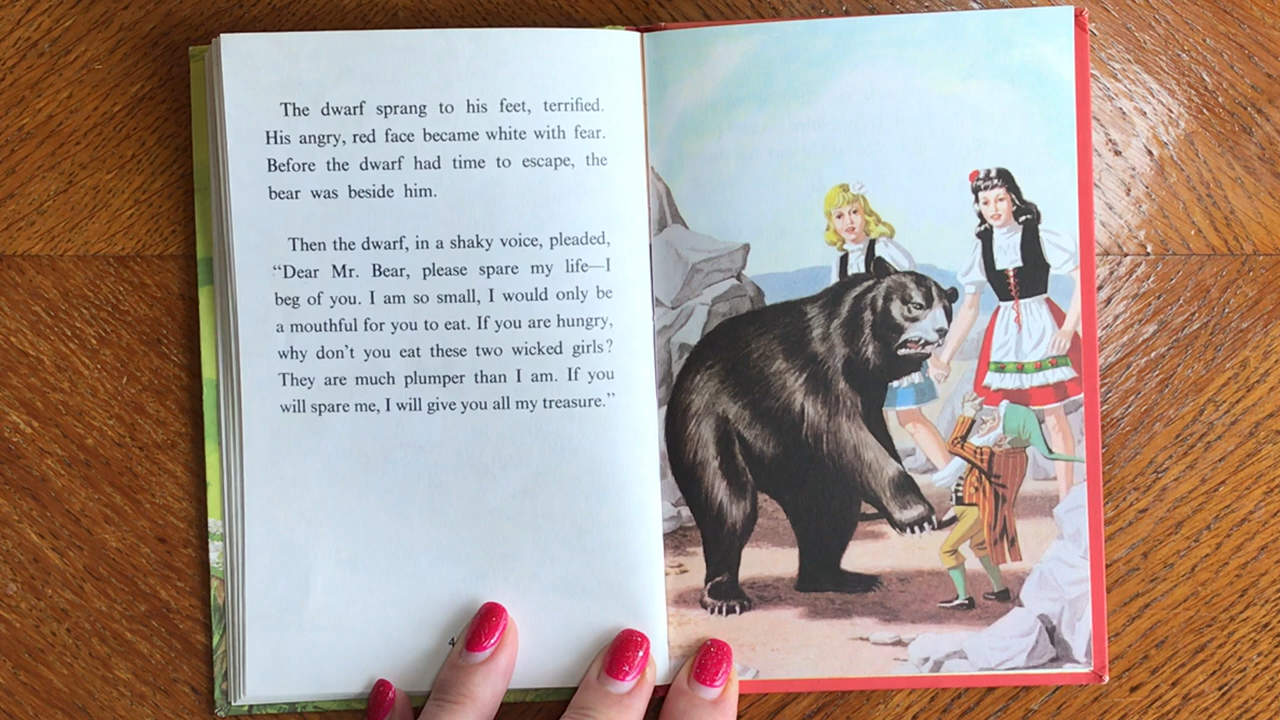 The dwarf sprang to his feet, terrified.
His angry, red face became white with fear.
Before the dwarf had time to escape, the
bear was beside him.
Then the dwarf, in a shaky voice, pleaded,
“Dear Mr. Bear, please spare my life—I
beg of you. I am so small, I would only be
a mouthful for you to eat. If you are hungry,
why don’t you eat these two wicked girls?
They are much plumper than I am. If you
will spare me, I will give you all my treasure.”